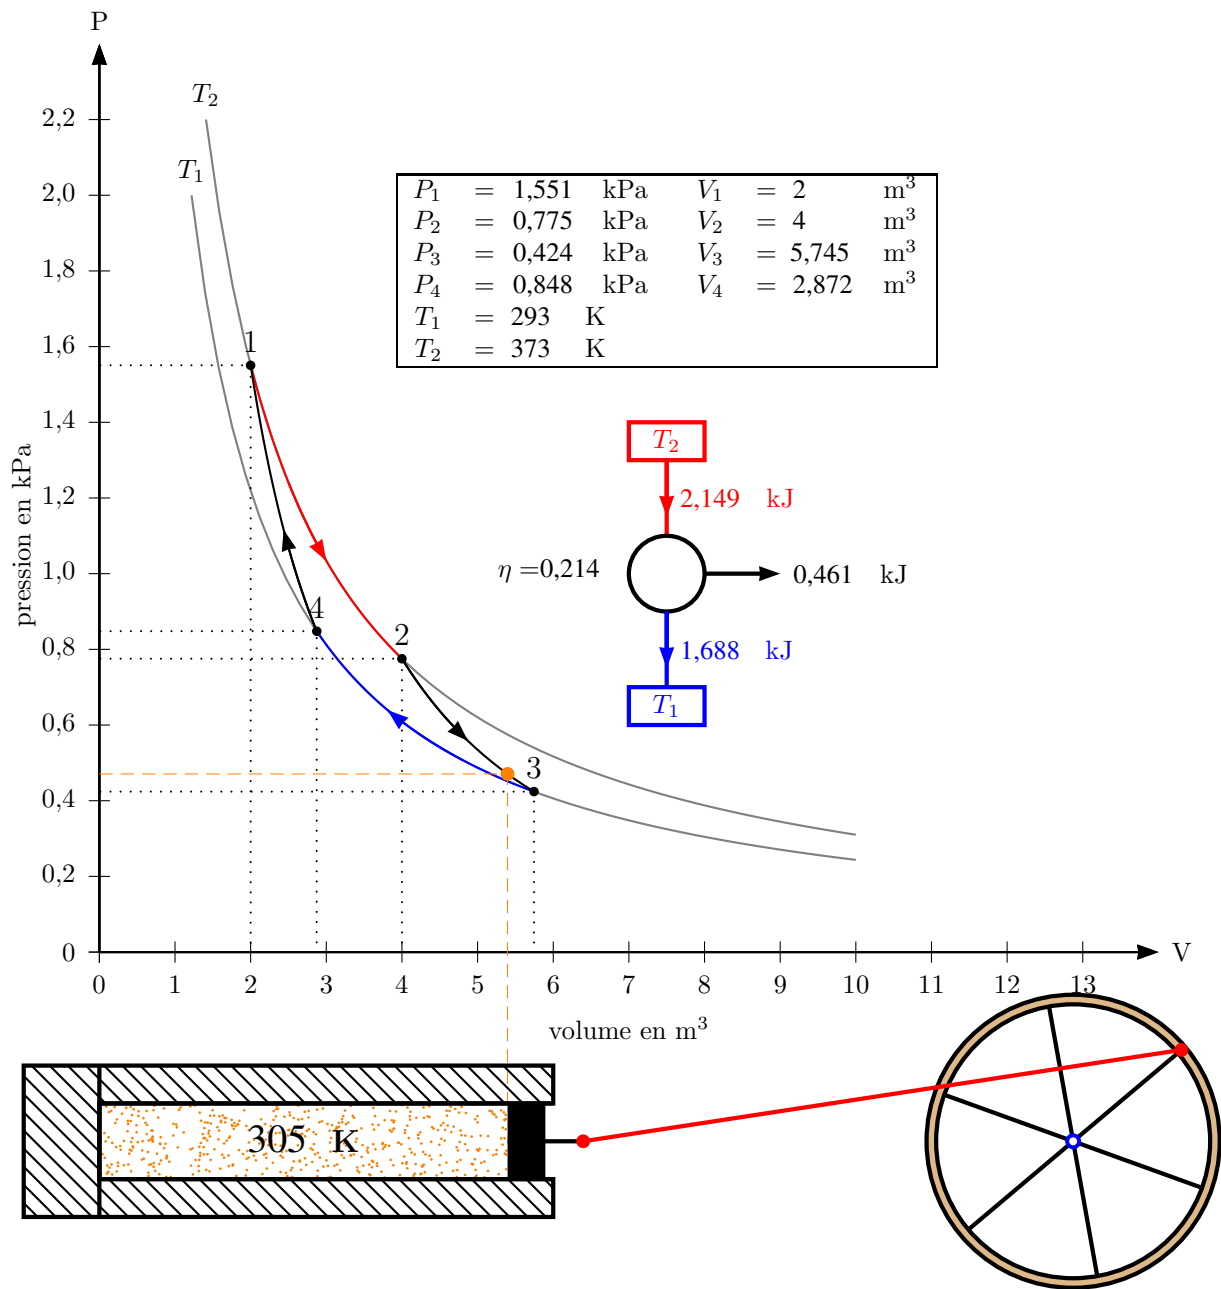 P
T₂
T₁
2,2
2,0
1,8
1,6
1,4
1,2
1,0
0,8
0,6
0,4
0,2
0
pression en kPa
P₁ = 1,551 kPa V₁ = 2 m³
P₂ = 0,775 kPa V₂ = 4 m³
P₃ = 0,424 kPa V₃ = 5,745 m³
P₄ = 0,848 kPa V₄ = 2,872 m³
T₁ = 293 K
T₂ = 373 K
1
4
2
3
T₂
2,149 kJ
η =0,214
0,461 kJ
1,688 kJ
T₁
V
0 1 2 3 4 5 6 7 8 9 10 11 12 13
volume en m³
305 K